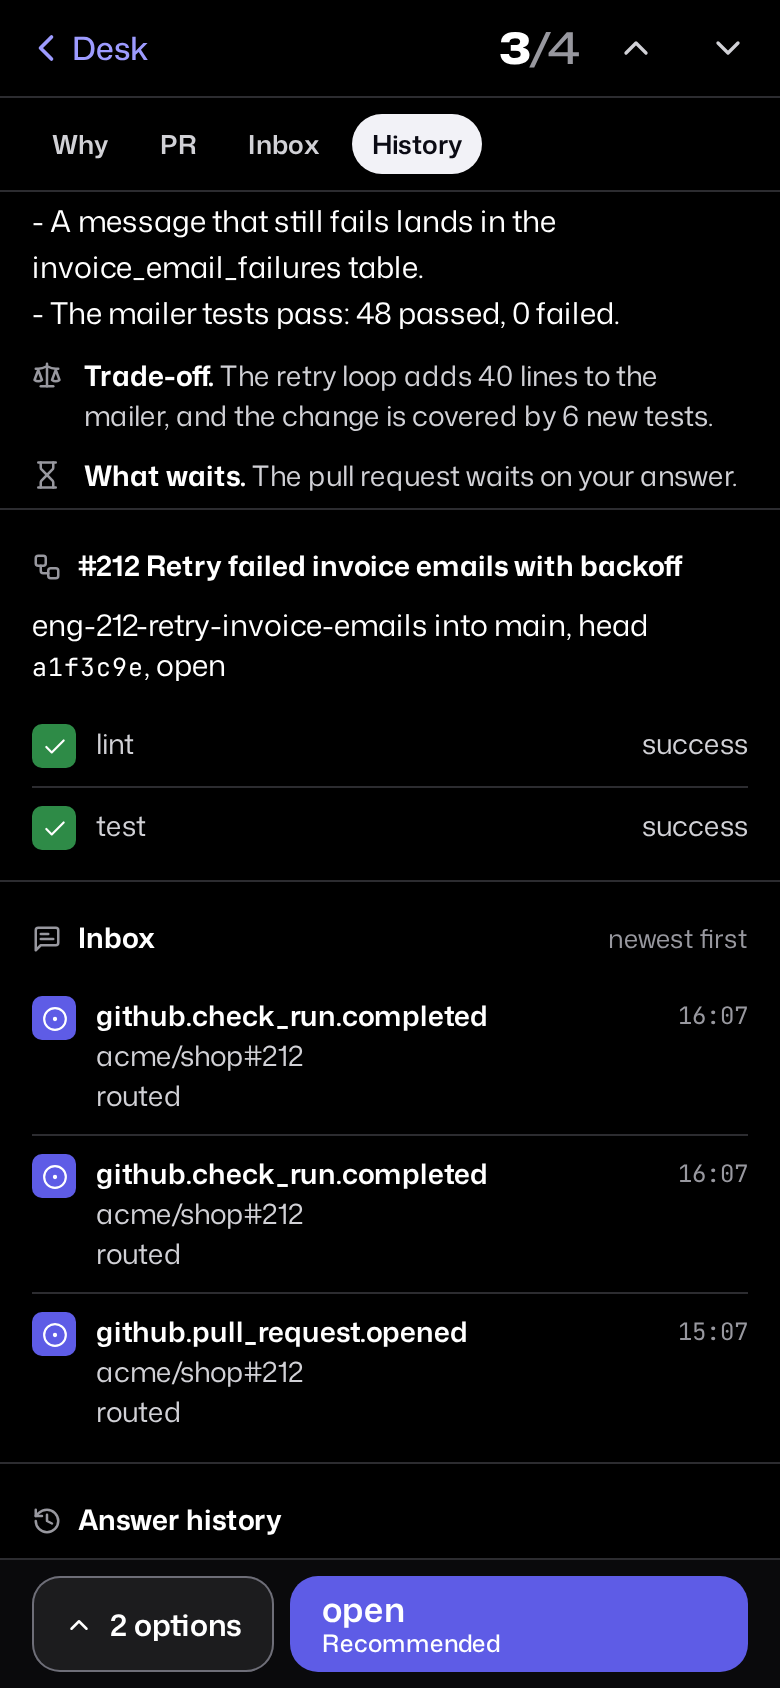 Desk
3/4
Why
PR
Inbox
History
- A message that still fails lands in the
invoice_email_failures table.
- The mailer tests pass: 48 passed, 0 failed.
Trade-off. The retry loop adds 40 lines to the
mailer, and the change is covered by 6 new tests.
What waits. The pull request waits on your answer.
#212 Retry failed invoice emails with backoff
eng-212-retry-invoice-emails into main, head
a1f3c9e, open
lint
success
test
success
Inbox
newest first
github.check_run.completed
16:07
acme/shop#212
routed
github.check_run.completed
16:07
acme/shop#212
routed
github.pull_request.opened
15:07
acme/shop#212
routed
Answer history
2 options
open
Recommended